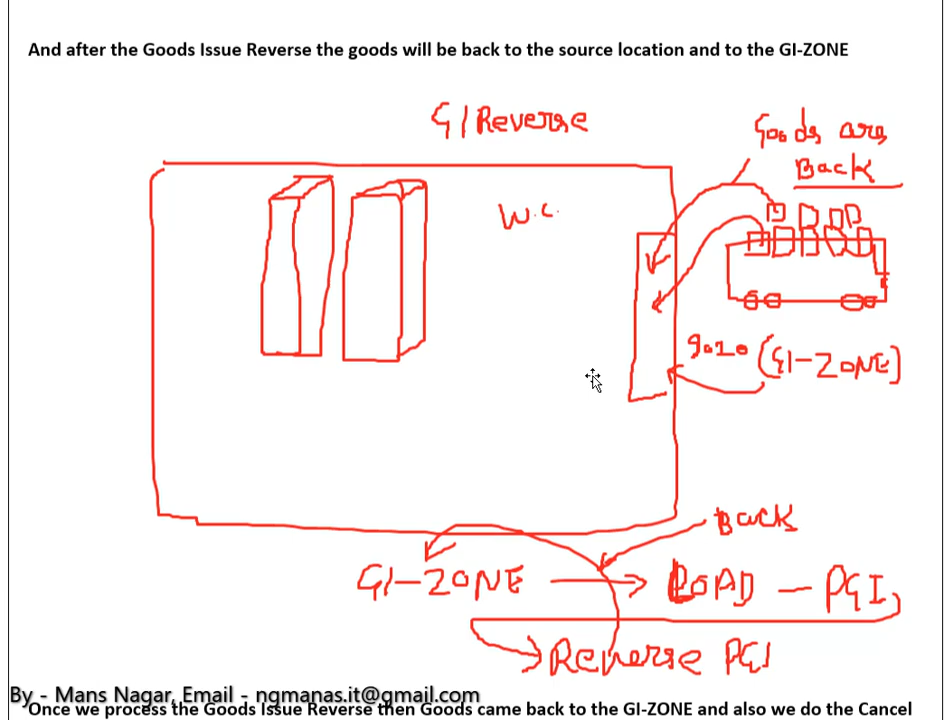 And after the Goods Issue Reverse the goods will be back to the source location and to the GI-ZONE
GI Reverse
Goods are
Back
W.C.
9020 (GI-ZONE)
Back
GI-ZONE → LOAD - PGI,
Reverse PGI
By - Mans Nagar, Email - ngmanas.it@gmail.com
Once we process the Goods Issue Reverse then Goods came back to the GI-ZONE and also we do the Cancel